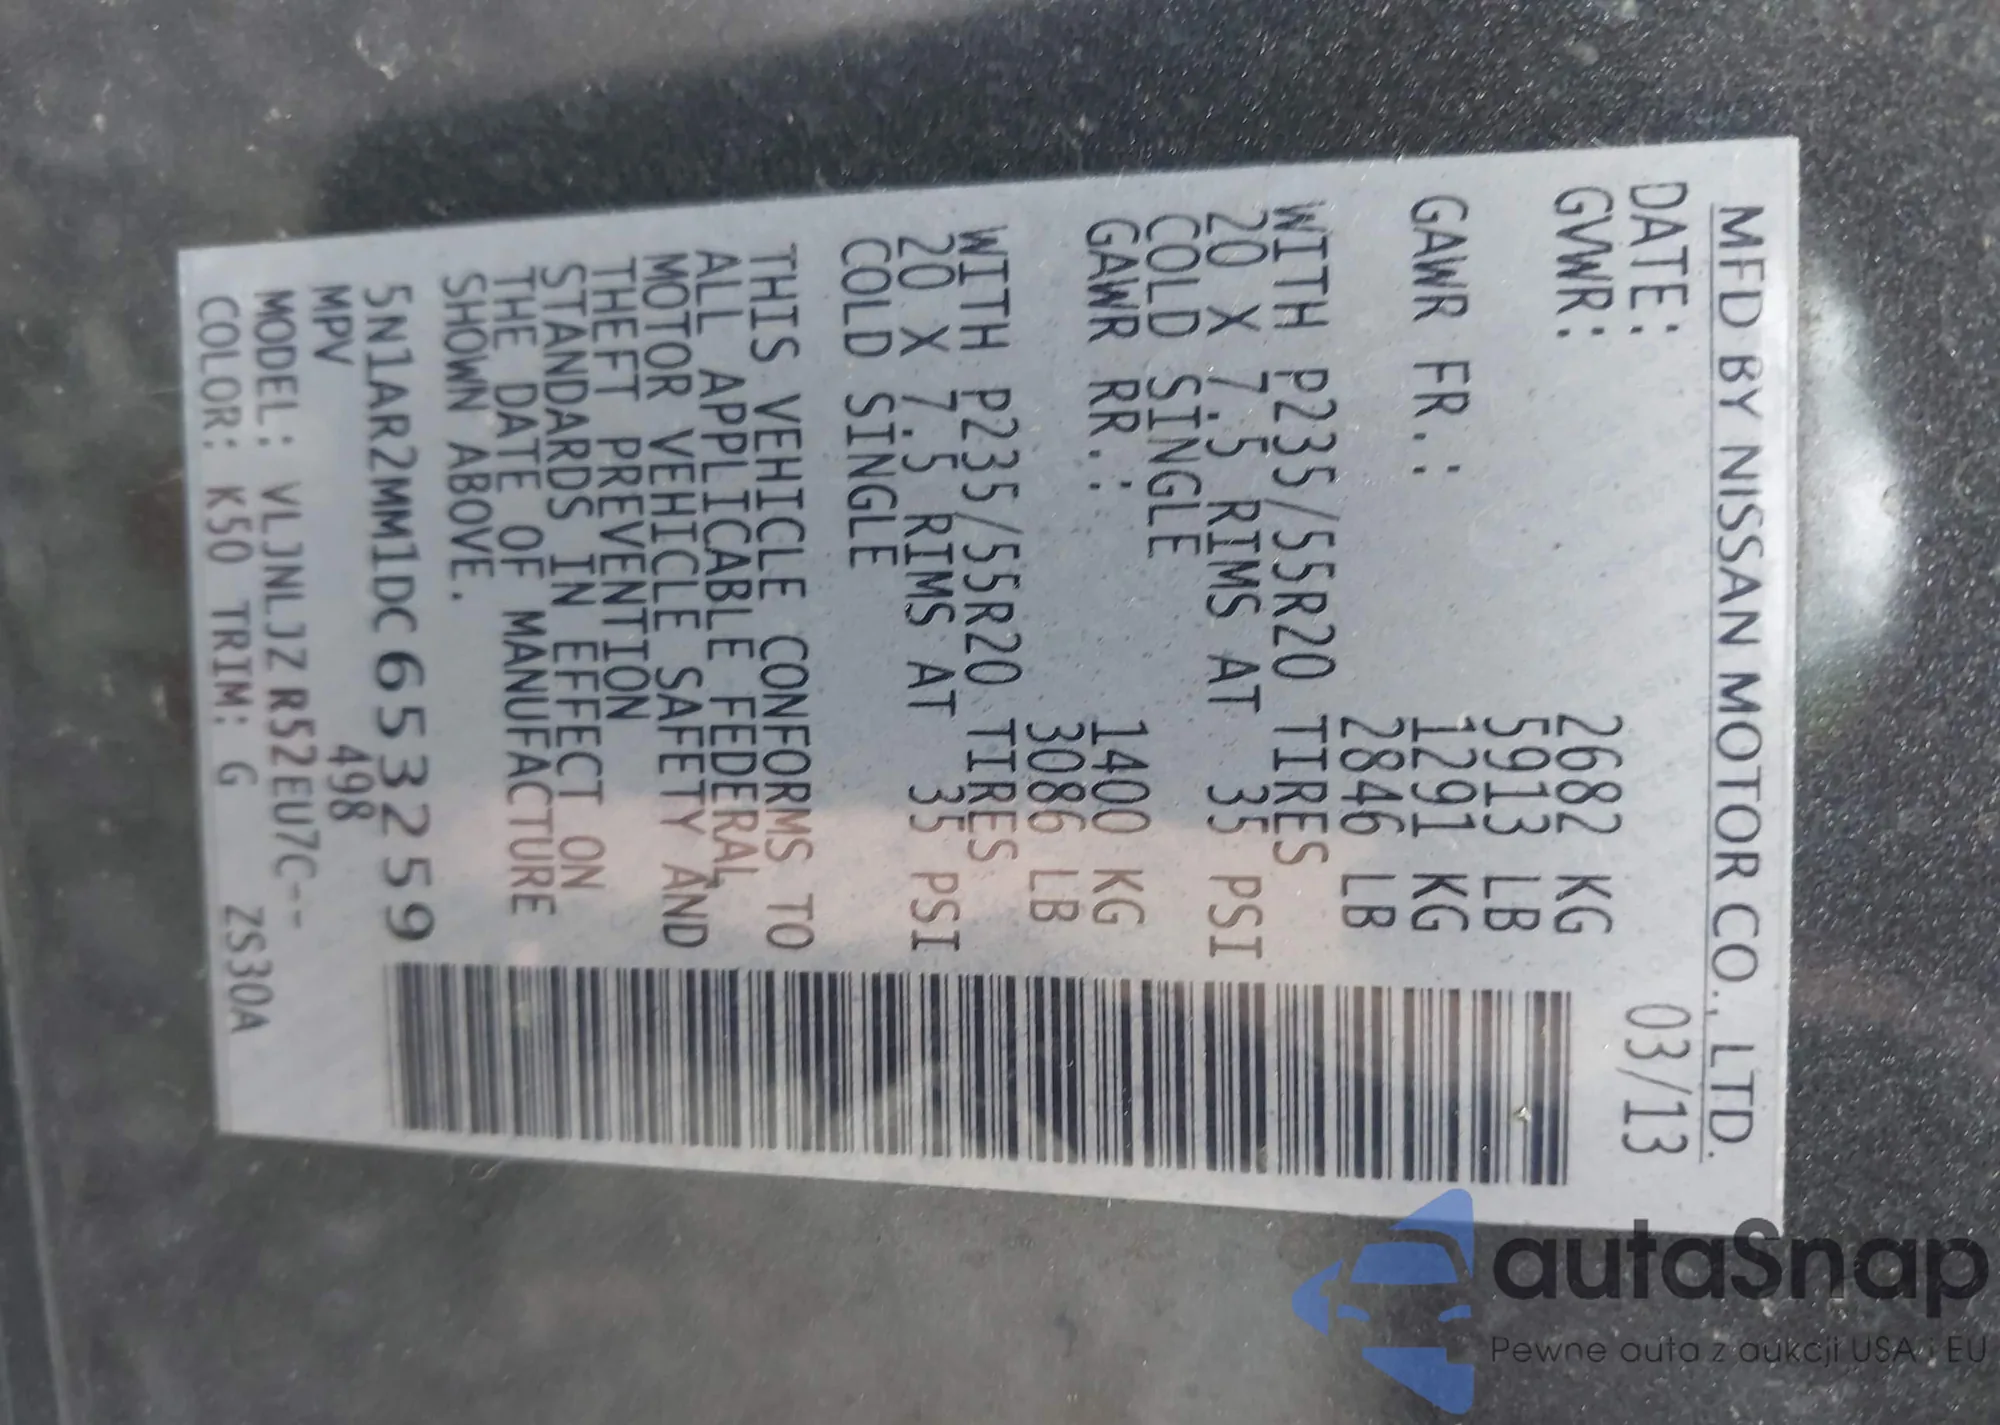 MFD BY NISSAN MOTOR CO., LTD.
DATE: 03/13
GVWR: 2682 KG
5913 LB
GAWR FR.: 1291 KG
2846 LB
WITH P235/55R20 TIRES
20 X 7.5 RIMS AT 35 PSI
COLD SINGLE
GAWR RR.: 1400 KG
3086 LB
WITH P235/55R20 TIRES
20 X 7.5 RIMS AT 35 PSI
COLD SINGLE
THIS VEHICLE CONFORMS TO
ALL APPLICABLE FEDERAL
MOTOR VEHICLE SAFETY AND
THEFT PREVENTION
STANDARDS IN EFFECT ON
THE DATE OF MANUFACTURE
SHOWN ABOVE.
5N1AR2MM1DC653259
MPV 498
MODEL: VLJNLJZ R52EU7C--
COLOR: K50 TRIM: G ZS30A
autaSnap
Pewne auta z aukcji USA i EU